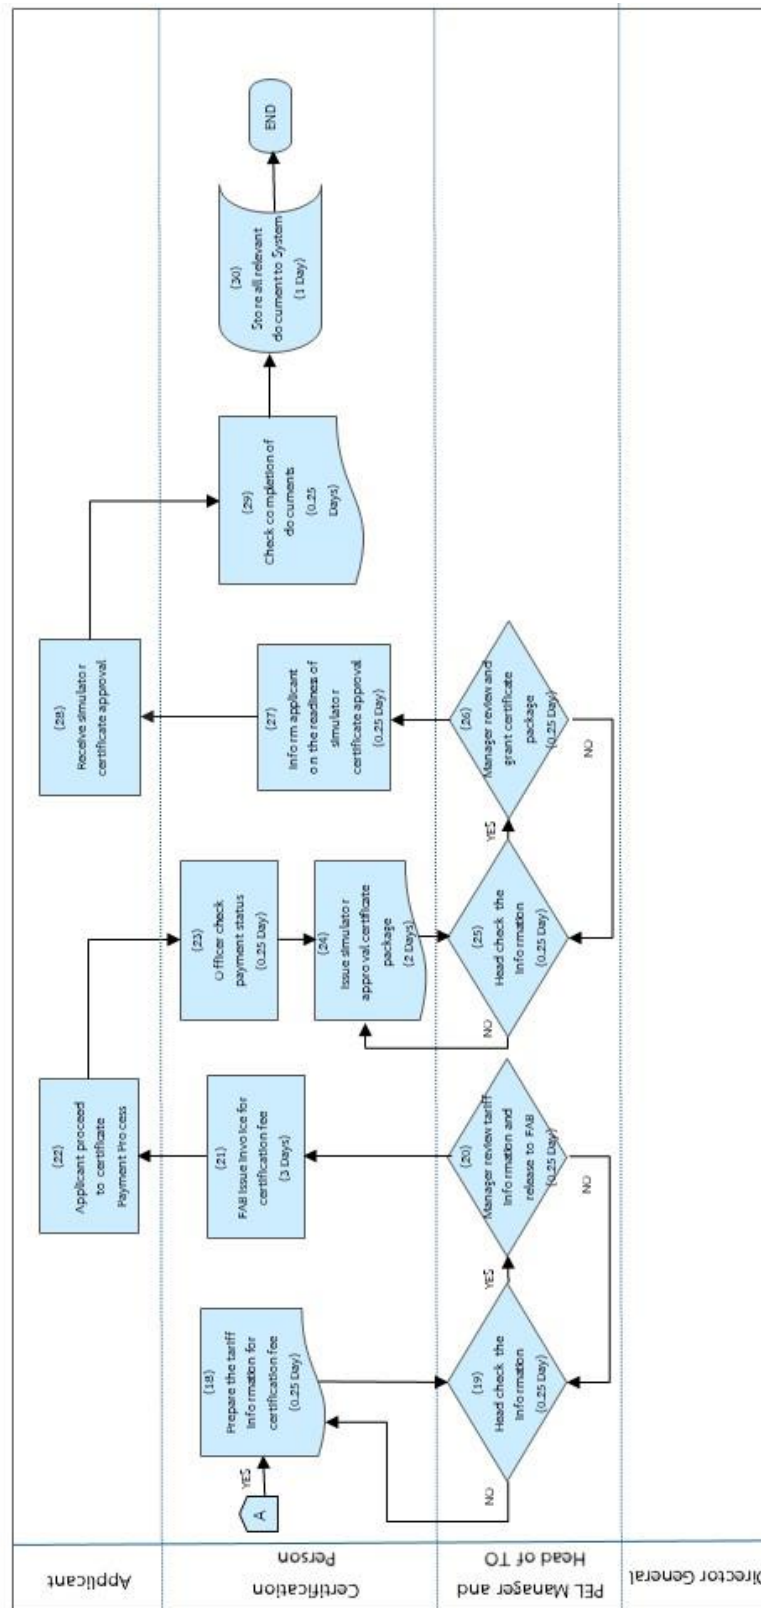 Applicant
Certification
Person
PEL Manager and
Head of TO
Director General
A
YES
(18)
Prepare the tariff
Information for
certification fee
(0.25 Day)
(19)
Head check the
Information
(0.25 Day)
NO
YES
(20)
Manager review tariff
Information and
release to FAB
(0.25 Day)
NO
(21)
FAB Issue Invoice for
certification fee
(3 Days)
(22)
Applicant proceed
to certificate
Payment Process
(23)
Officer check
payment status
(0.25 Day)
(24)
Issue simulator
approval certificate
package
(2 Days)
(25)
Head check the
Information
(0.25 Day)
NO
YES
(26)
Manager review and
grant certificate
package
(0.25 Day)
NO
(27)
Inform applicant
on the readiness of
simulator
certificate approval
(0.25 Day)
(28)
Receive simulator
certificate approval
(29)
Check completion of
documents
(0.25
Days)
(30)
Store all relevant
document to System
(1 Day)
END